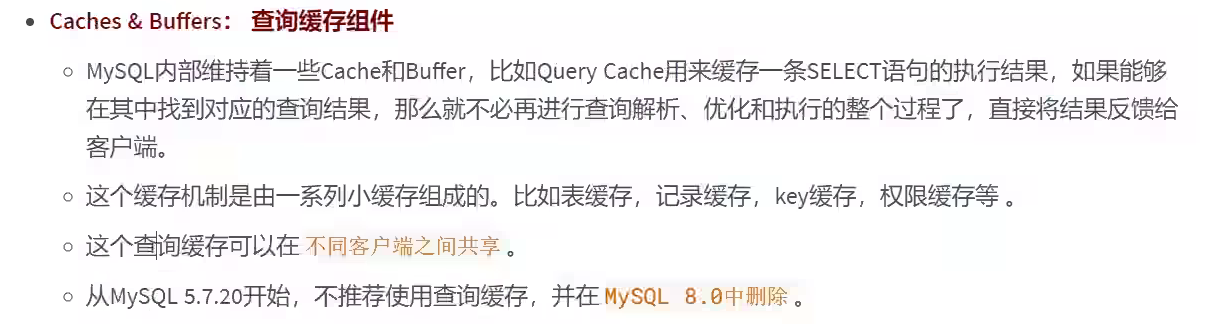 Caches & Buffers： 查询缓存组件
MySQL内部维持着一些Cache和Buffer，比如Query Cache用来缓存一条SELECT语句的执行结果，如果能够
在其中找到对应的查询结果，那么就不必再进行查询解析、优化和执行的整个过程了，直接将结果反馈给
客户端。
这个缓存机制是由一系列小缓存组成的。比如表缓存，记录缓存，key缓存，权限缓存等 。
这个查询缓存可以在 不同客户端之间共享 。
从MySQL 5.7.20开始，不推荐使用查询缓存，并在 MySQL 8.0中删除 。